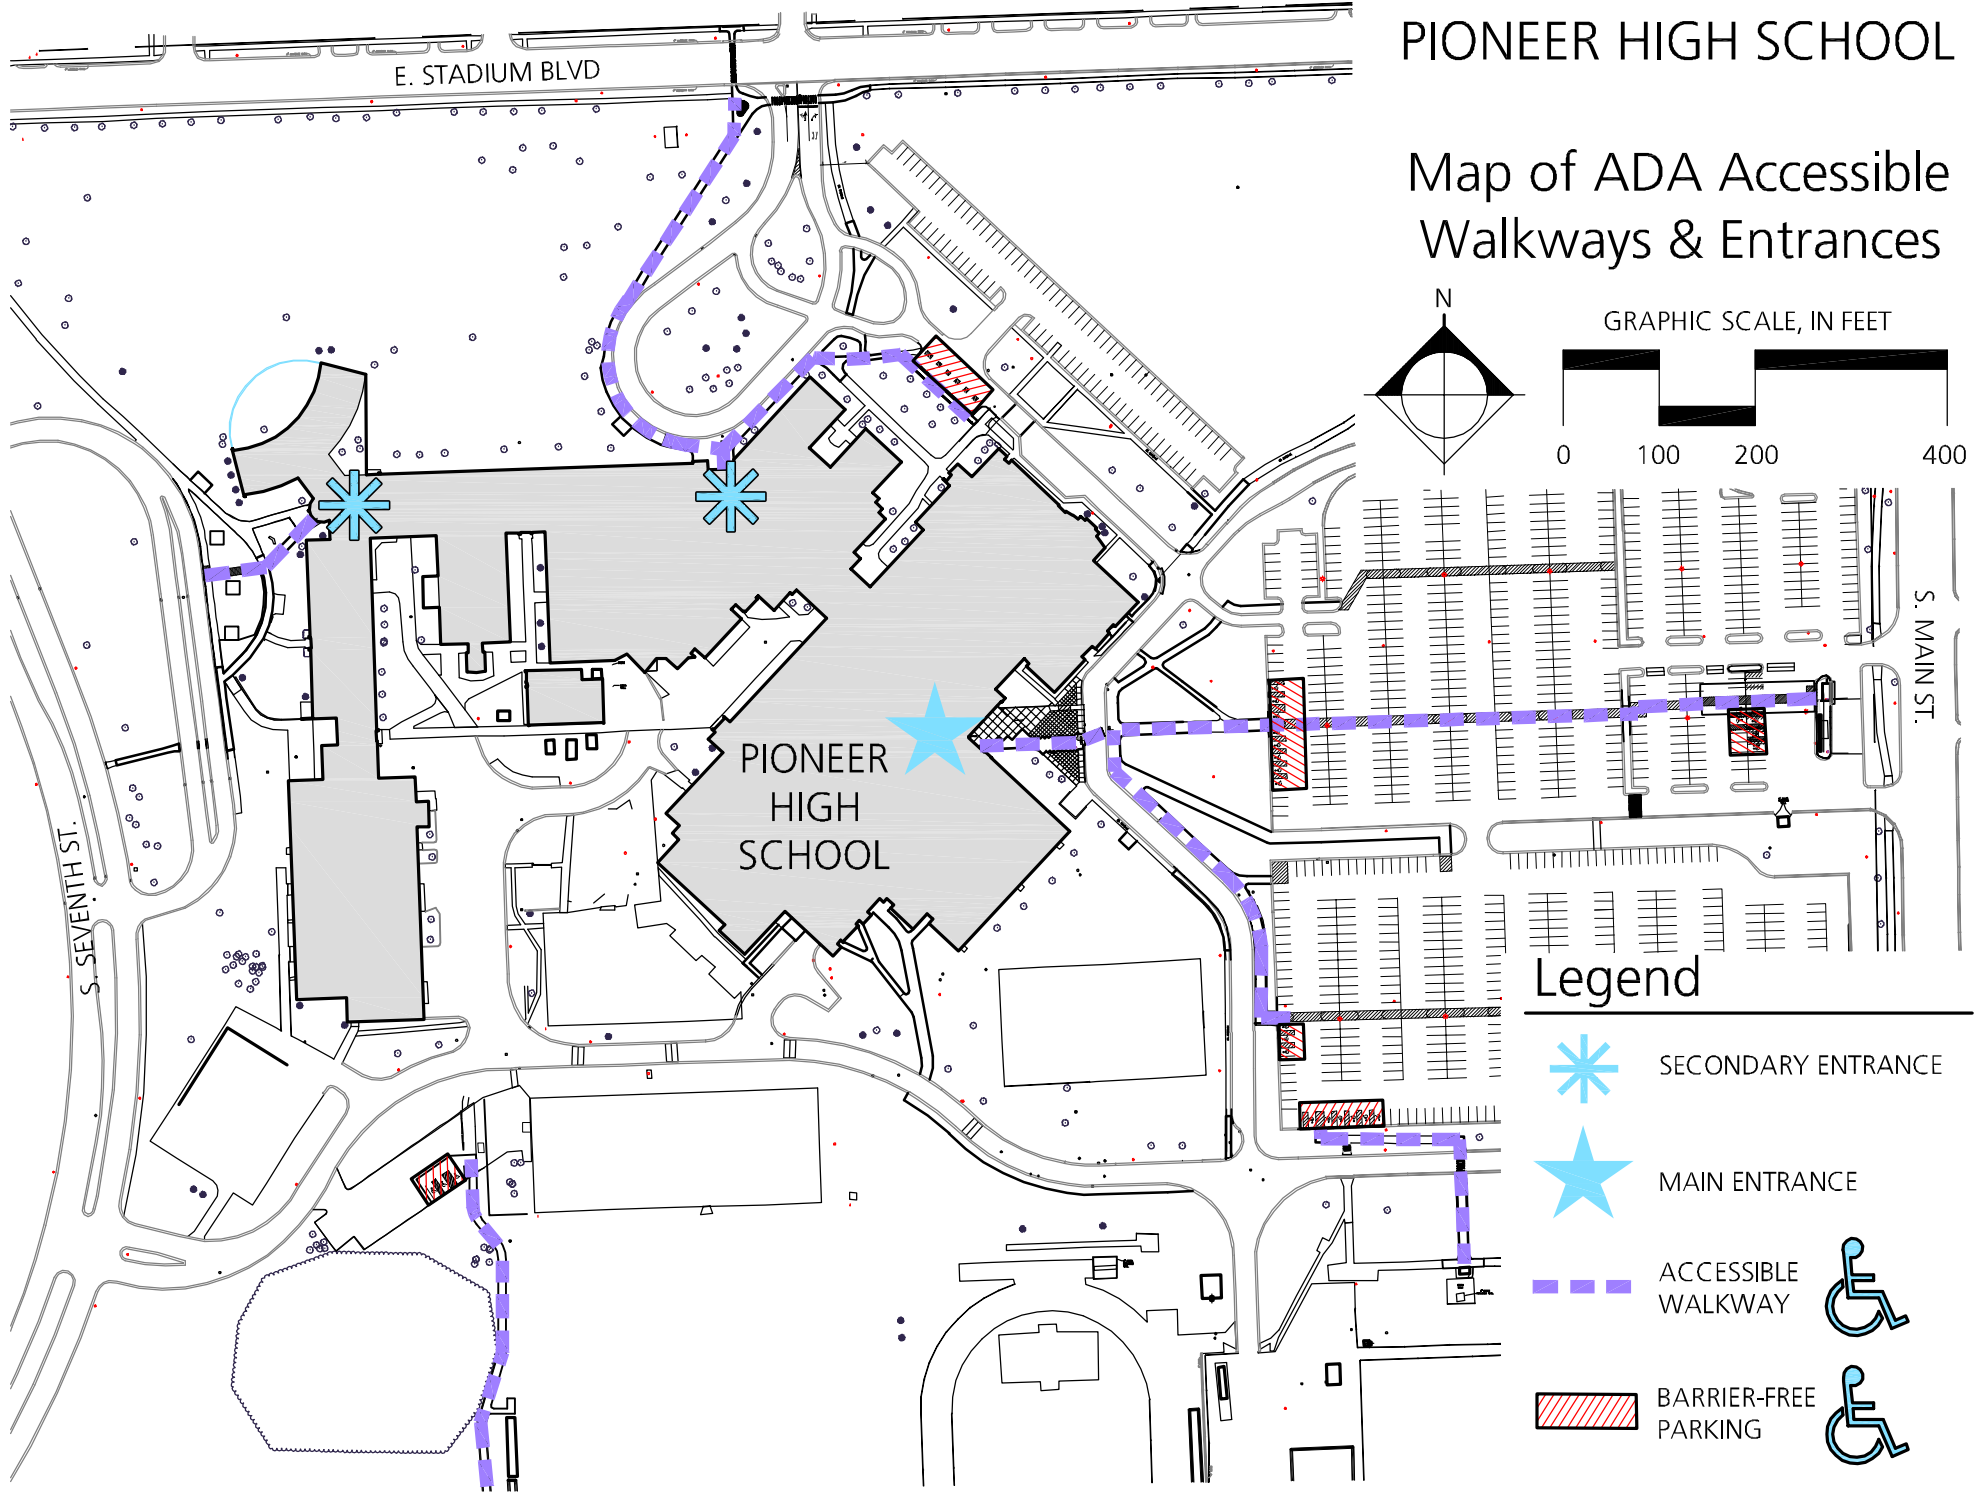 PIONEER HIGH SCHOOL
Map of ADA Accessible
Walkways & Entrances
N
GRAPHIC SCALE, IN FEET
0 100 200 400
E. STADIUM BLVD
S. MAIN ST.
S. SEVENTH ST.
PIONEER
HIGH
SCHOOL
Legend
SECONDARY ENTRANCE
MAIN ENTRANCE
ACCESSIBLE
WALKWAY
BARRIER-FREE
PARKING